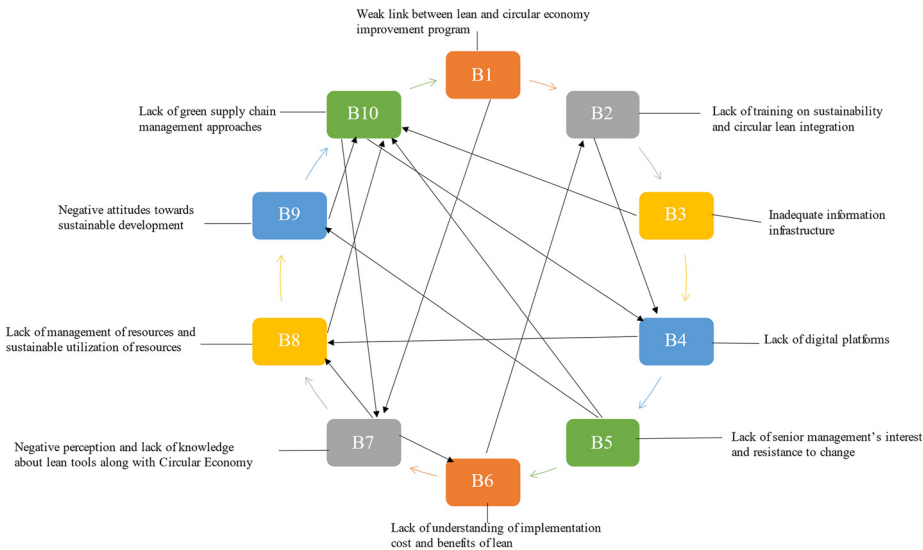 Weak link between lean and circular economy
improvement program
B1
Lack of green supply chain
management approaches
B10
B2
Lack of training on sustainability
and circular lean integration
Negative attitudes towards
sustainable development
B9
B3
Inadequate information
infastructure
Lack of management of resources and
sustainable utilization of resources
B8
B4
Lack of digital platforms
Negative perception and lack of knowledge
about lean tools along with Circular Economy
B7
B5
Lack of senior management’s interest
and resistance to change
B6
Lack of understanding of implementation
cost and benefits of lean